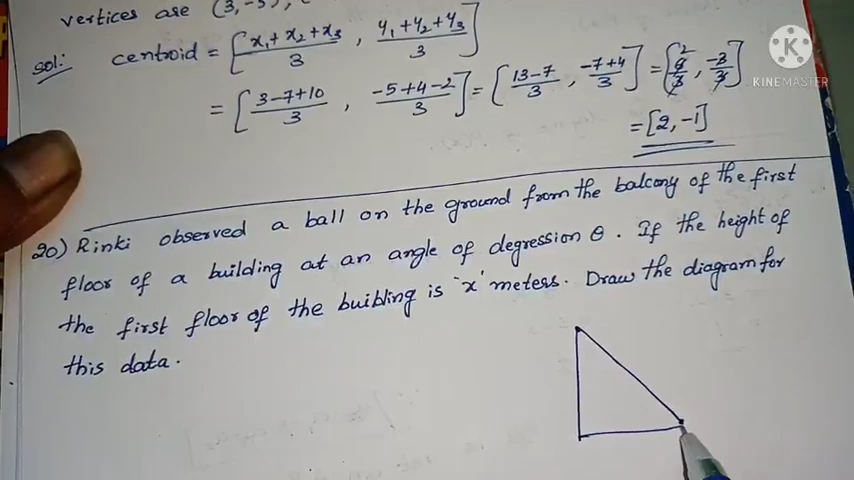 vertices are (3,-5),
sol: centroid = [x₁+x₂+x₃/3 , y₁+y₂+y₃/3]
= [3-7+10/3 , -5+4-2/3] = [13-7/3 , -7+4/3] = [6/3 , -3/3]
2
= [2, -1]
KINEMASTER
20) Rinki observed a ball on the ground from the balcony of the first
floor of a building at an angle of degression θ. If the height of
the first floor of the buibling is 'x' meters. Draw the diagram for
this data.